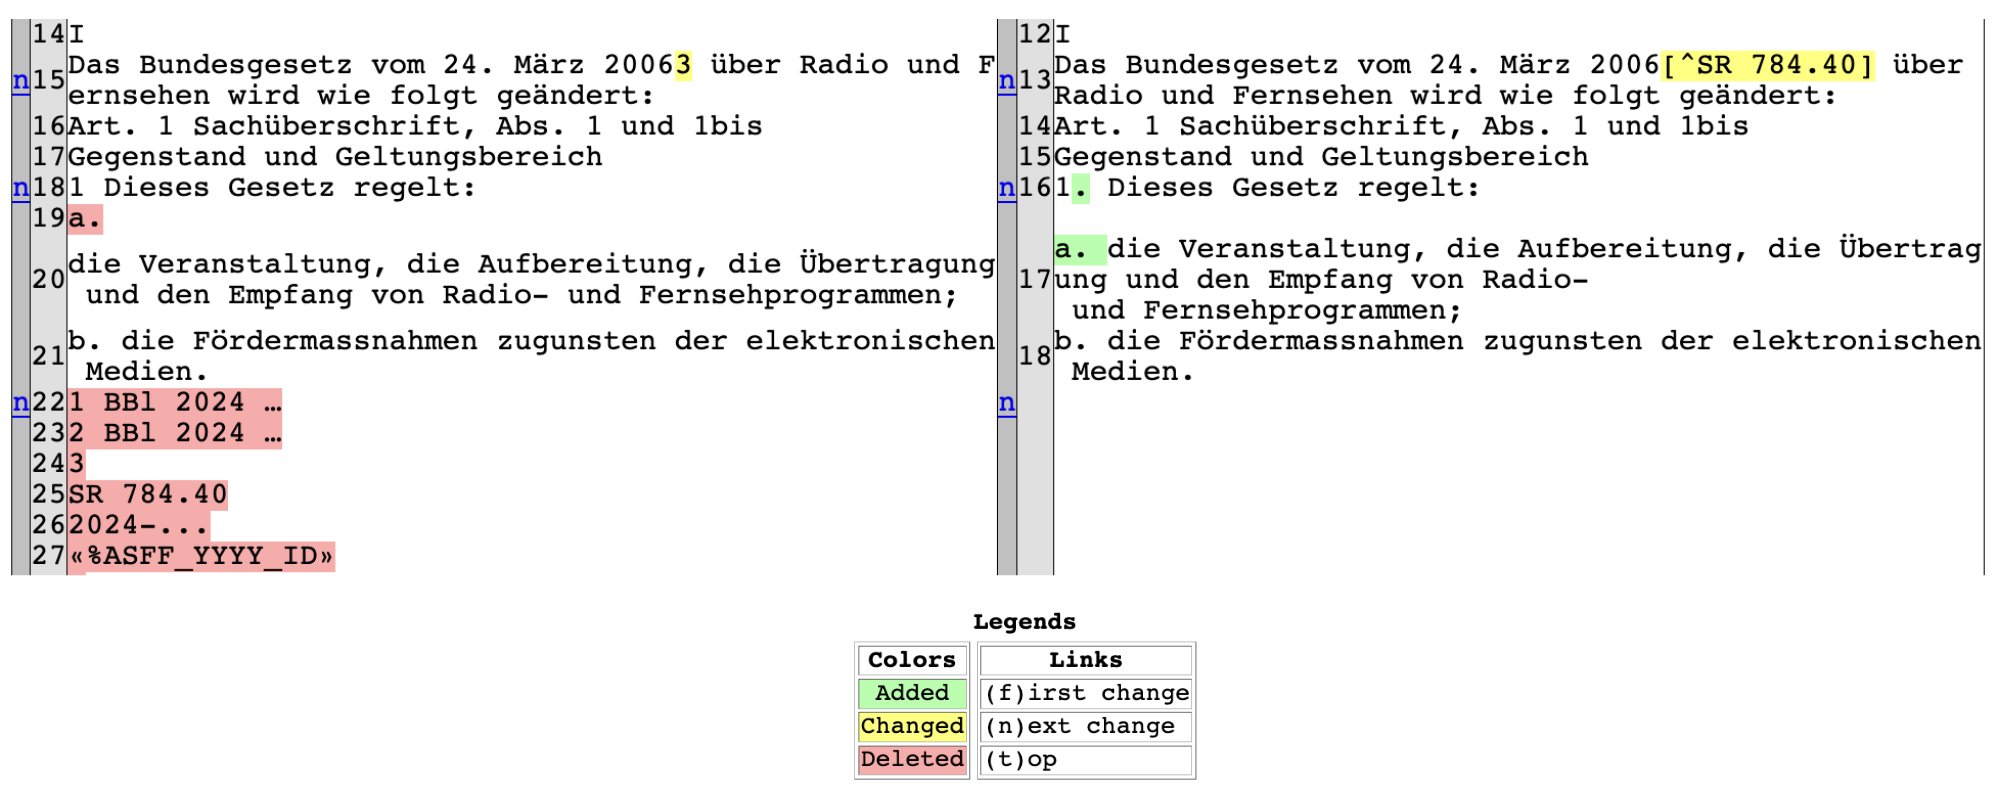 14 I
n 15 Das Bundesgesetz vom 24. März 20063 über Radio und F
ernsehen wird wie folgt geändert:
16 Art. 1 Sachüberschrift, Abs. 1 und 1bis
17 Gegenstand und Geltungsbereich
n 18 1 Dieses Gesetz regelt:
19 a.
20 die Veranstaltung, die Aufbereitung, die Übertragung
und den Empfang von Radio- und Fernsehprogrammen;
21 b. die Fördermassnahmen zugunsten der elektronischen
Medien.
n 22 1 BBl 2024 …
23 2 BBl 2024 …
24 3
25 SR 784.40
26 2024-...
27 «%ASFF_YYYY_ID»
12 I
n 13 Das Bundesgesetz vom 24. März 2006[^SR 784.40] über
Radio und Fernsehen wird wie folgt geändert:
14 Art. 1 Sachüberschrift, Abs. 1 und 1bis
15 Gegenstand und Geltungsbereich
n 16 1. Dieses Gesetz regelt:
a. die Veranstaltung, die Aufbereitung, die Übertrag
17 ung und den Empfang von Radio-
und Fernsehprogrammen;
18 b. die Fördermassnahmen zugunsten der elektronischen
Medien.
n
Legends
Colors
Added
Changed
Deleted
Links
(f)irst change
(n)ext change
(t)op